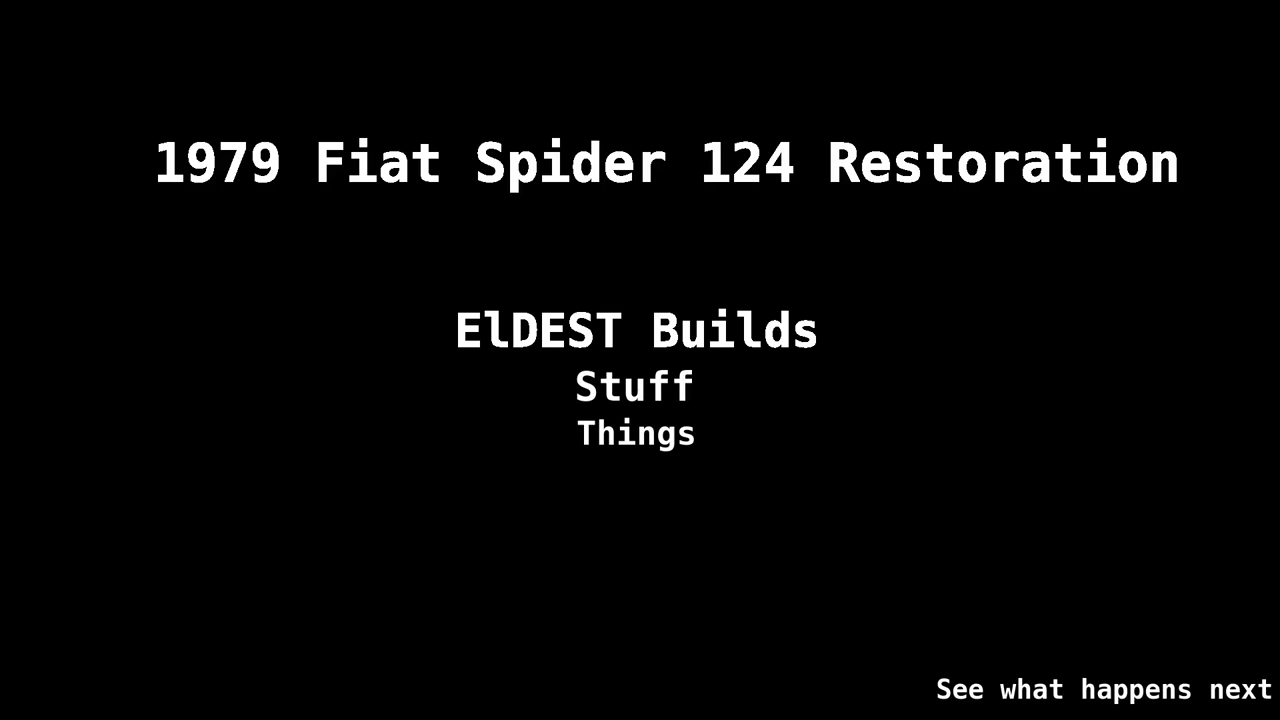 1979 Fiat Spider 124 Restoration
ElDEST Builds
Stuff
Things
See what happens next